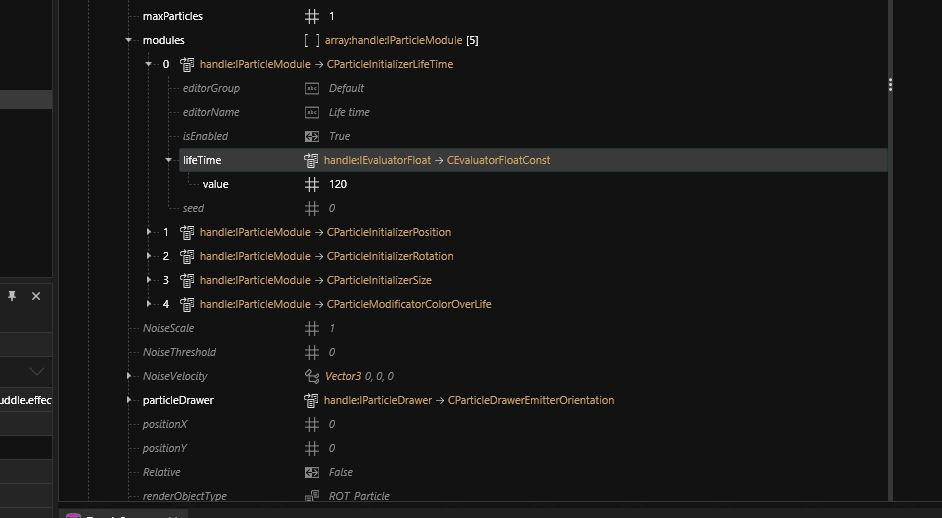 maxParticles 1
modules [ ] array:handle:IParticleModule [5]
0 handle:IParticleModule → CParticleInitializerLifeTime
editorGroup abc Default
editorName abc Life time
isEnabled True
lifeTime handle:IEvaluatorFloat → CEvaluatorFloatConst
value 120
seed 0
1 handle:IParticleModule → CParticleInitializerPosition
2 handle:IParticleModule → CParticleInitializerRotation
3 handle:IParticleModule → CParticleInitializerSize
4 handle:IParticleModule → CParticleModificatorColorOverLife
NoiseScale 1
NoiseThreshold 0
NoiseVelocity Vector3 0, 0, 0
uddle.effec
particleDrawer handle:IParticleDrawer → CParticleDrawerEmitterOrientation
positionX 0
positionY 0
Relative False
renderObjectType ROT_Particle